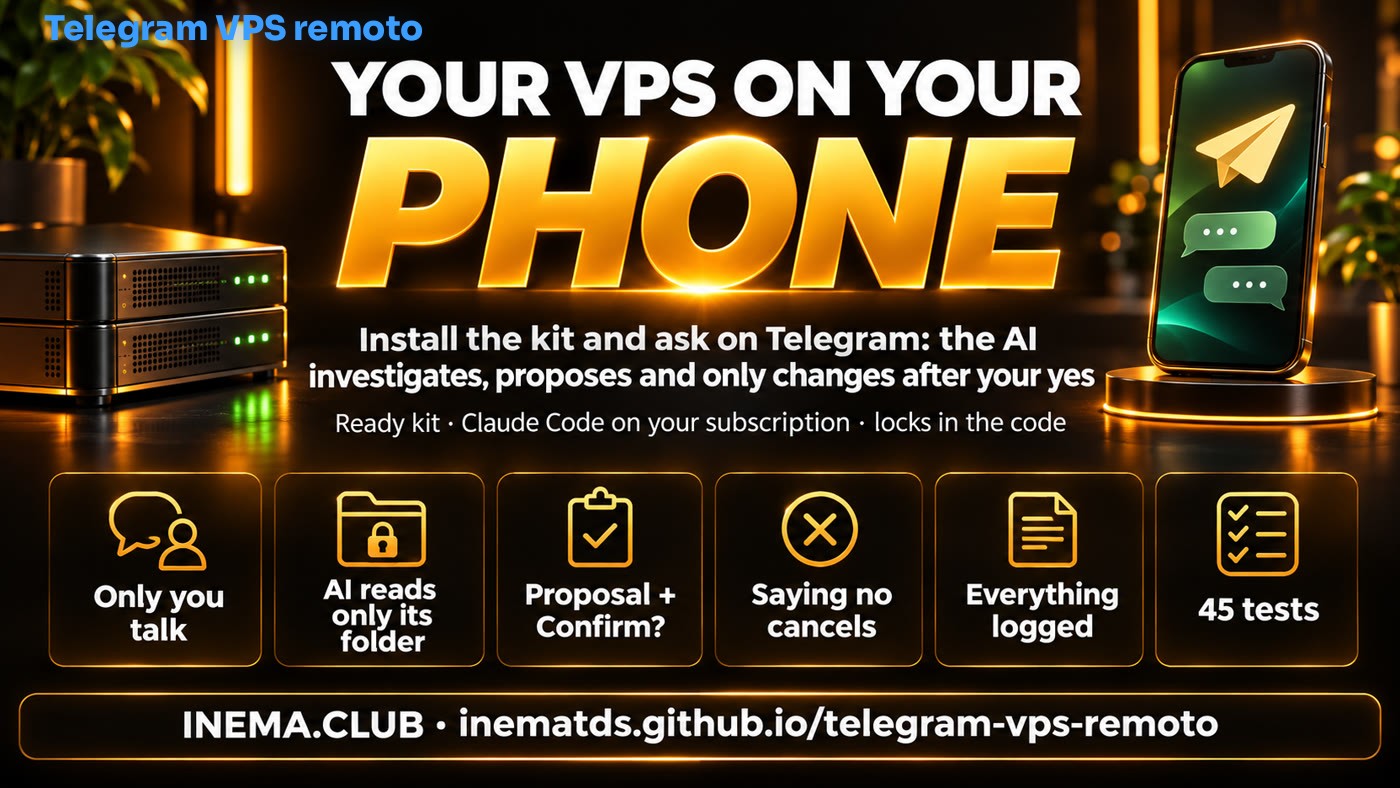 Telegram VPS remoto
YOUR VPS ON YOUR
PHONE
Install the kit and ask on Telegram: the AI
investigates, proposes and only changes after your yes
Ready kit · Claude Code on your subscription · locks in the code
Only you
talk
AI reads
only its
folder
Proposal +
Confirm?
Saying no
cancels
Everything
logged
45 tests
INEMA.CLUB · inematds.github.io/telegram-vps-remoto